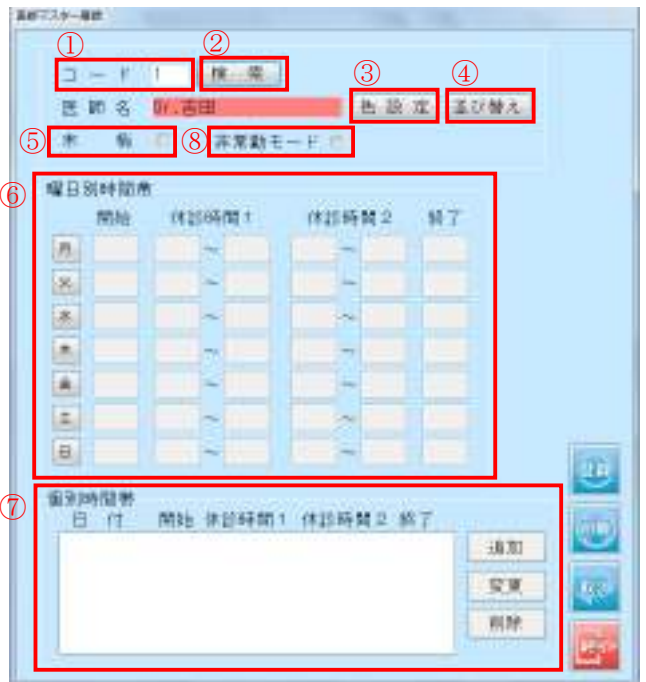 医師マスター登録
① ②
コード 1 検 索 ③ ④
医 師 名 Dr.吉田 色 設 定 並び替え
⑤ ⑧ 非常勤モード
⑥ 曜日別時間帯
開始 休診時間1 休診時間2 終了
月 ～ ～
火 ～ ～
水 ～ ～
木 ～ ～
金 ～ ～
土 ～ ～
日 ～ ～
⑦ 個別時間帯
日 付 開始 休診時間1 休診時間2 終了
追加
変更
削除